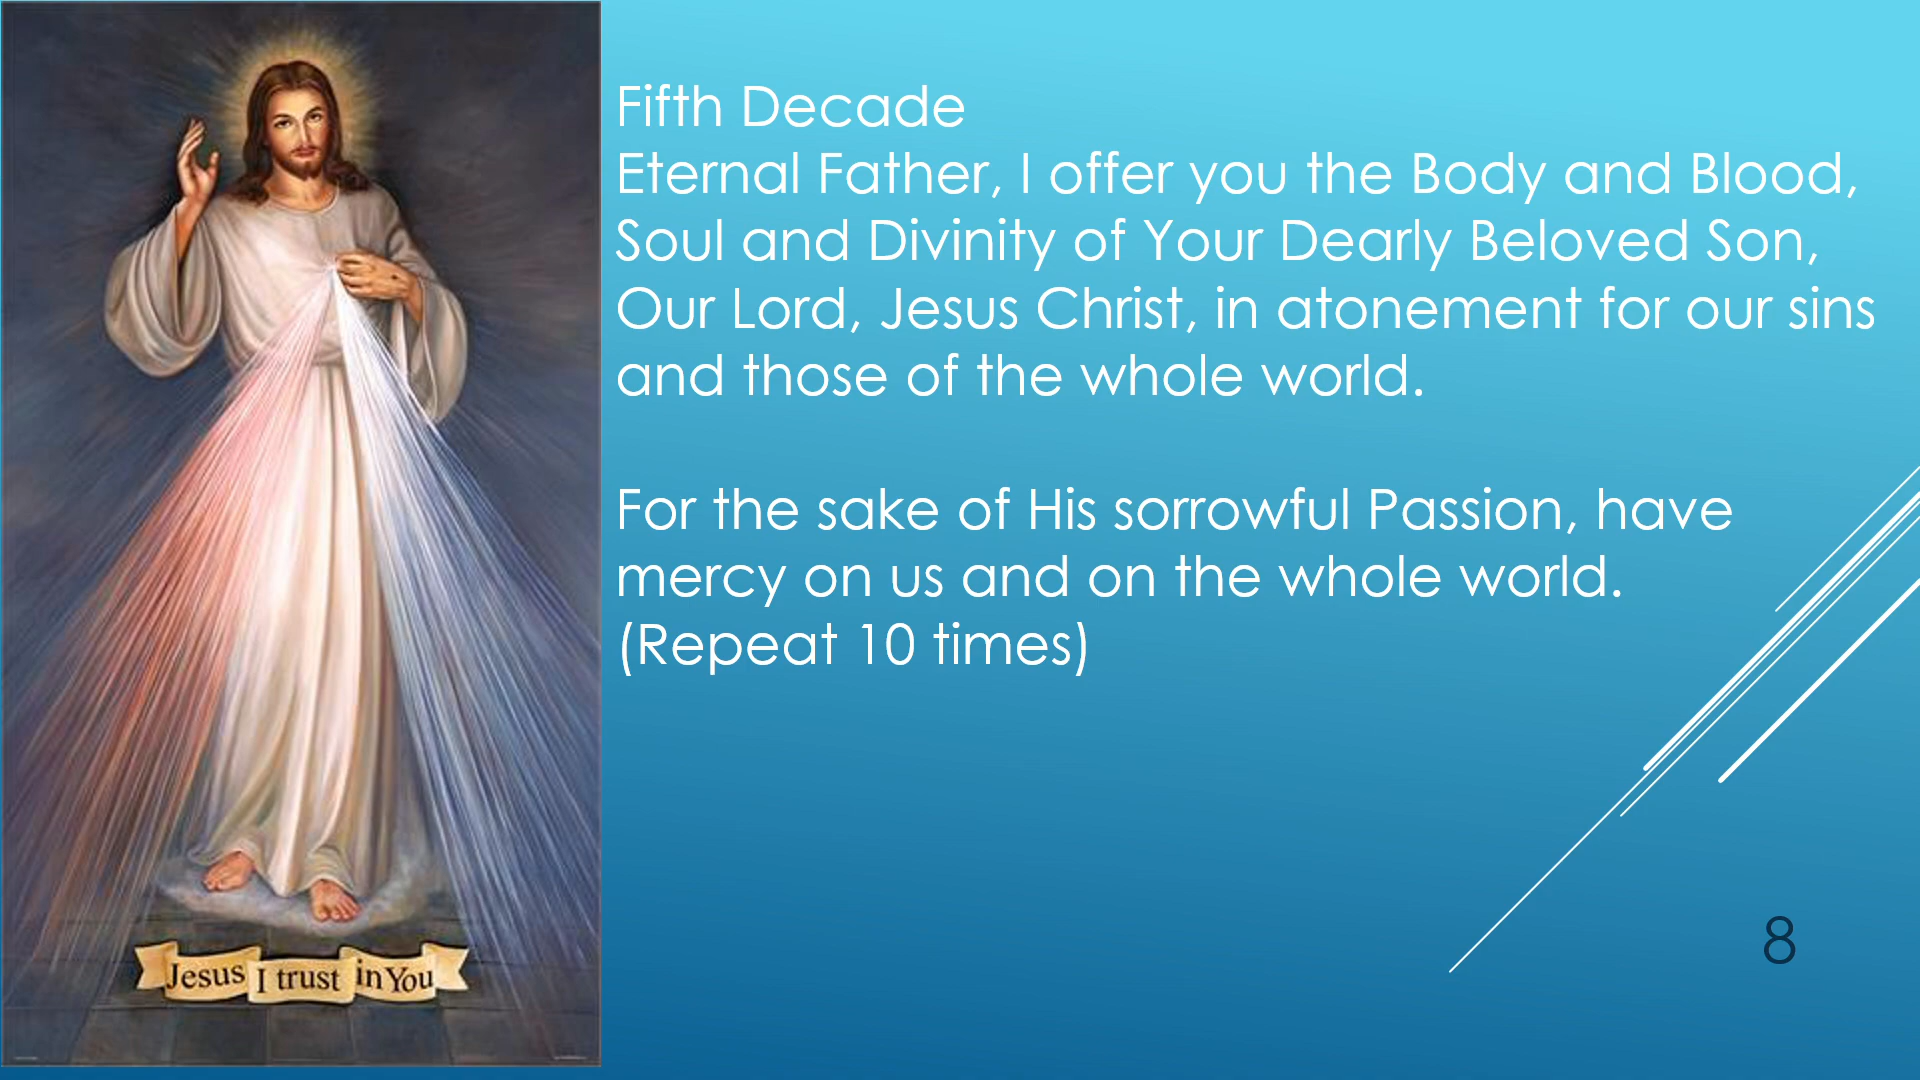 Fifth Decade
Eternal Father, I offer you the Body and Blood,
Soul and Divinity of Your Dearly Beloved Son,
Our Lord, Jesus Christ, in atonement for our sins
and those of the whole world.
For the sake of His sorrowful Passion, have
mercy on us and on the whole world.
(Repeat 10 times)
Jesus I trust in You
8